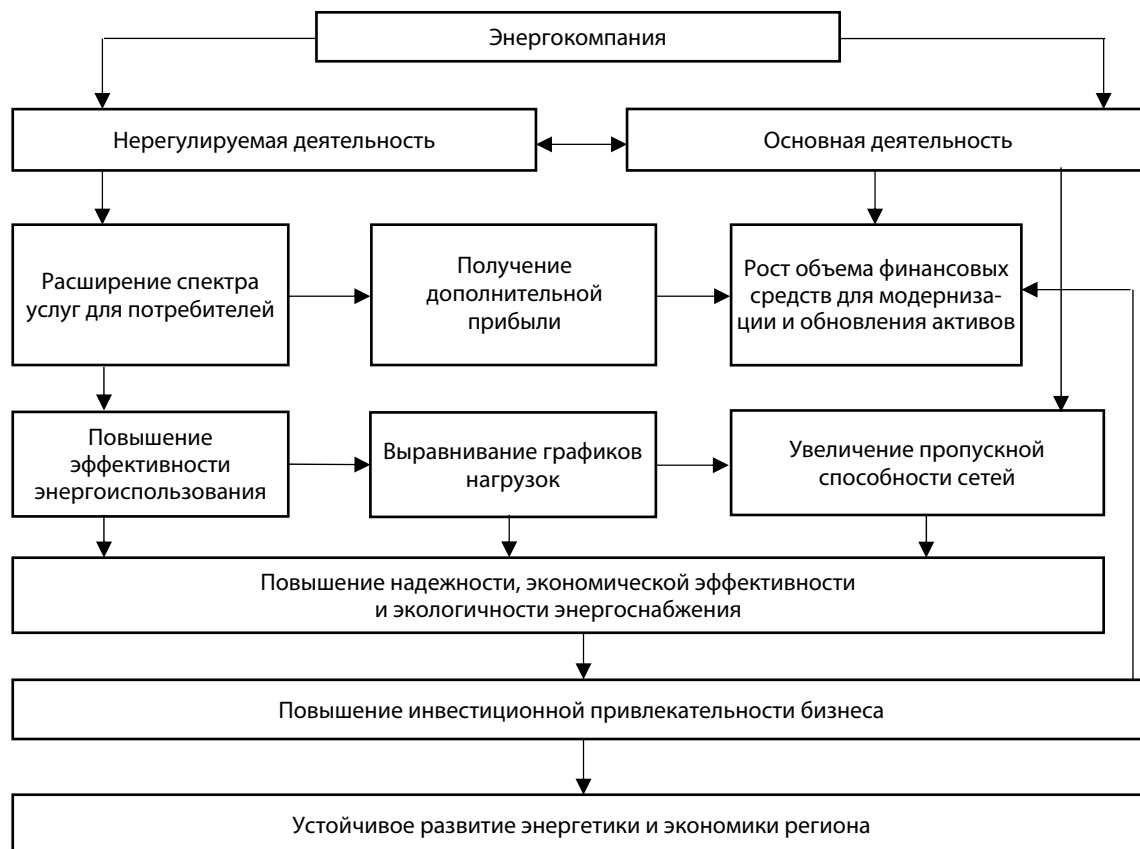 Энергокомпания
Нерегулируемая деятельность
Основная деятельность
Расширение спектра
услуг для потребителей
Получение
дополнительной
прибыли
Рост объема финансовых
средств для модерниза-
ции и обновления активов
Повышение
эффективности
энергоиспользования
Выравнивание графиков
нагрузок
Увеличение пропускной
способности сетей
Повышение надежности, экономической эффективности
и экологичности энергоснабжения
Повышение инвестиционной привлекательности бизнеса
Устойчивое развитие энергетики и экономики региона